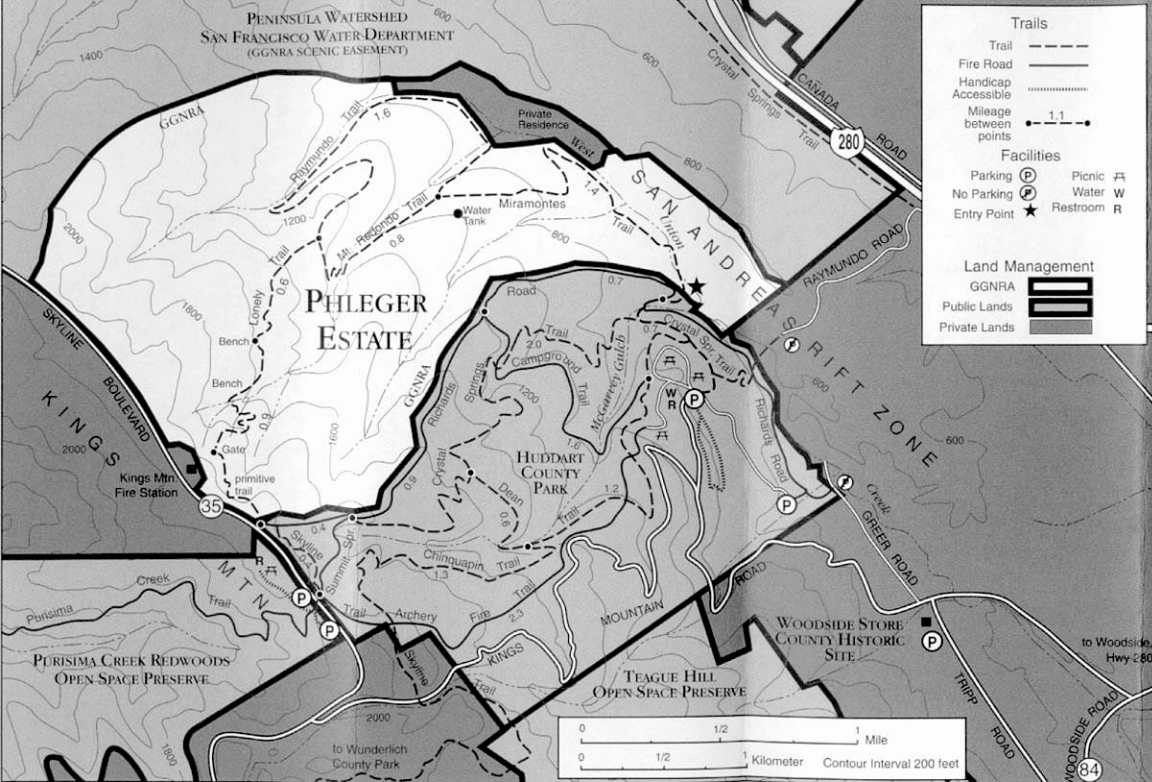 PENINSULA WATERSHED
SAN FRANCISCO WATER DEPARTMENT
(GGNRA SCENIC EASEMENT)
600
1400
600
Crystal
Springs
Trail
CAÑADA
ROAD
280
800
GGNRA
Private
Residence
West
Union
Creek
Raymundo
Trail
1.6
1.4
Trail
Miramontes
SAN ANDREAS RIFT ZONE
2000
1200
Mt. Redondo Trail
0.8
Water
Tank
800
RAYMUNDO ROAD
Lonely
Trail
0.6
1800
PHLEGER
ESTATE
Bench
Bench
0.9
Gate
primitive
trail
1600
GGNRA
SKYLINE
BOULEVARD
KINGS
MTN
2000
Kings Mtn.
Fire Station
35
Road
0.7
0.7
Crystal Spr. Trail
Trail
2.0
Campground
Trail
McGarvey Gulch
Richards
Springs
1200
1.6
W
R
P
Richards
Road
HUDDART
COUNTY
PARK
Crystal
0.9
Dean
0.6
Trail
1.2
P
600
600
GREER ROAD
0.4
Skyline
0.3
Summit Spr.
Chinquapin
Trail
1.3
R
P
P
Trail
Archery
Fire
Trail
2.3
KINGS
MOUNTAIN
ROAD
Purisima
Creek
Trail
PURISIMA CREEK REDWOODS
OPEN SPACE PRESERVE
Skyline
Trail
2000
1800
to Wunderlich
County Park
TEAGUE HILL
OPEN SPACE PRESERVE
WOODSIDE STORE
COUNTY HISTORIC
SITE
P
to Woodside,
Hwy 280
TRIPP
ROAD
WOODSIDE ROAD
84
Trails
Trail
Fire Road
Handicap
Accessible
Mileage
between
points
1.1
Facilities
Parking P
No Parking P
Entry Point
Picnic
Water W
Restroom R
Land Management
GGNRA
Public Lands
Private Lands
0 1/2 1
Mile
0 1/2 1
Kilometer
Contour Interval 200 feet